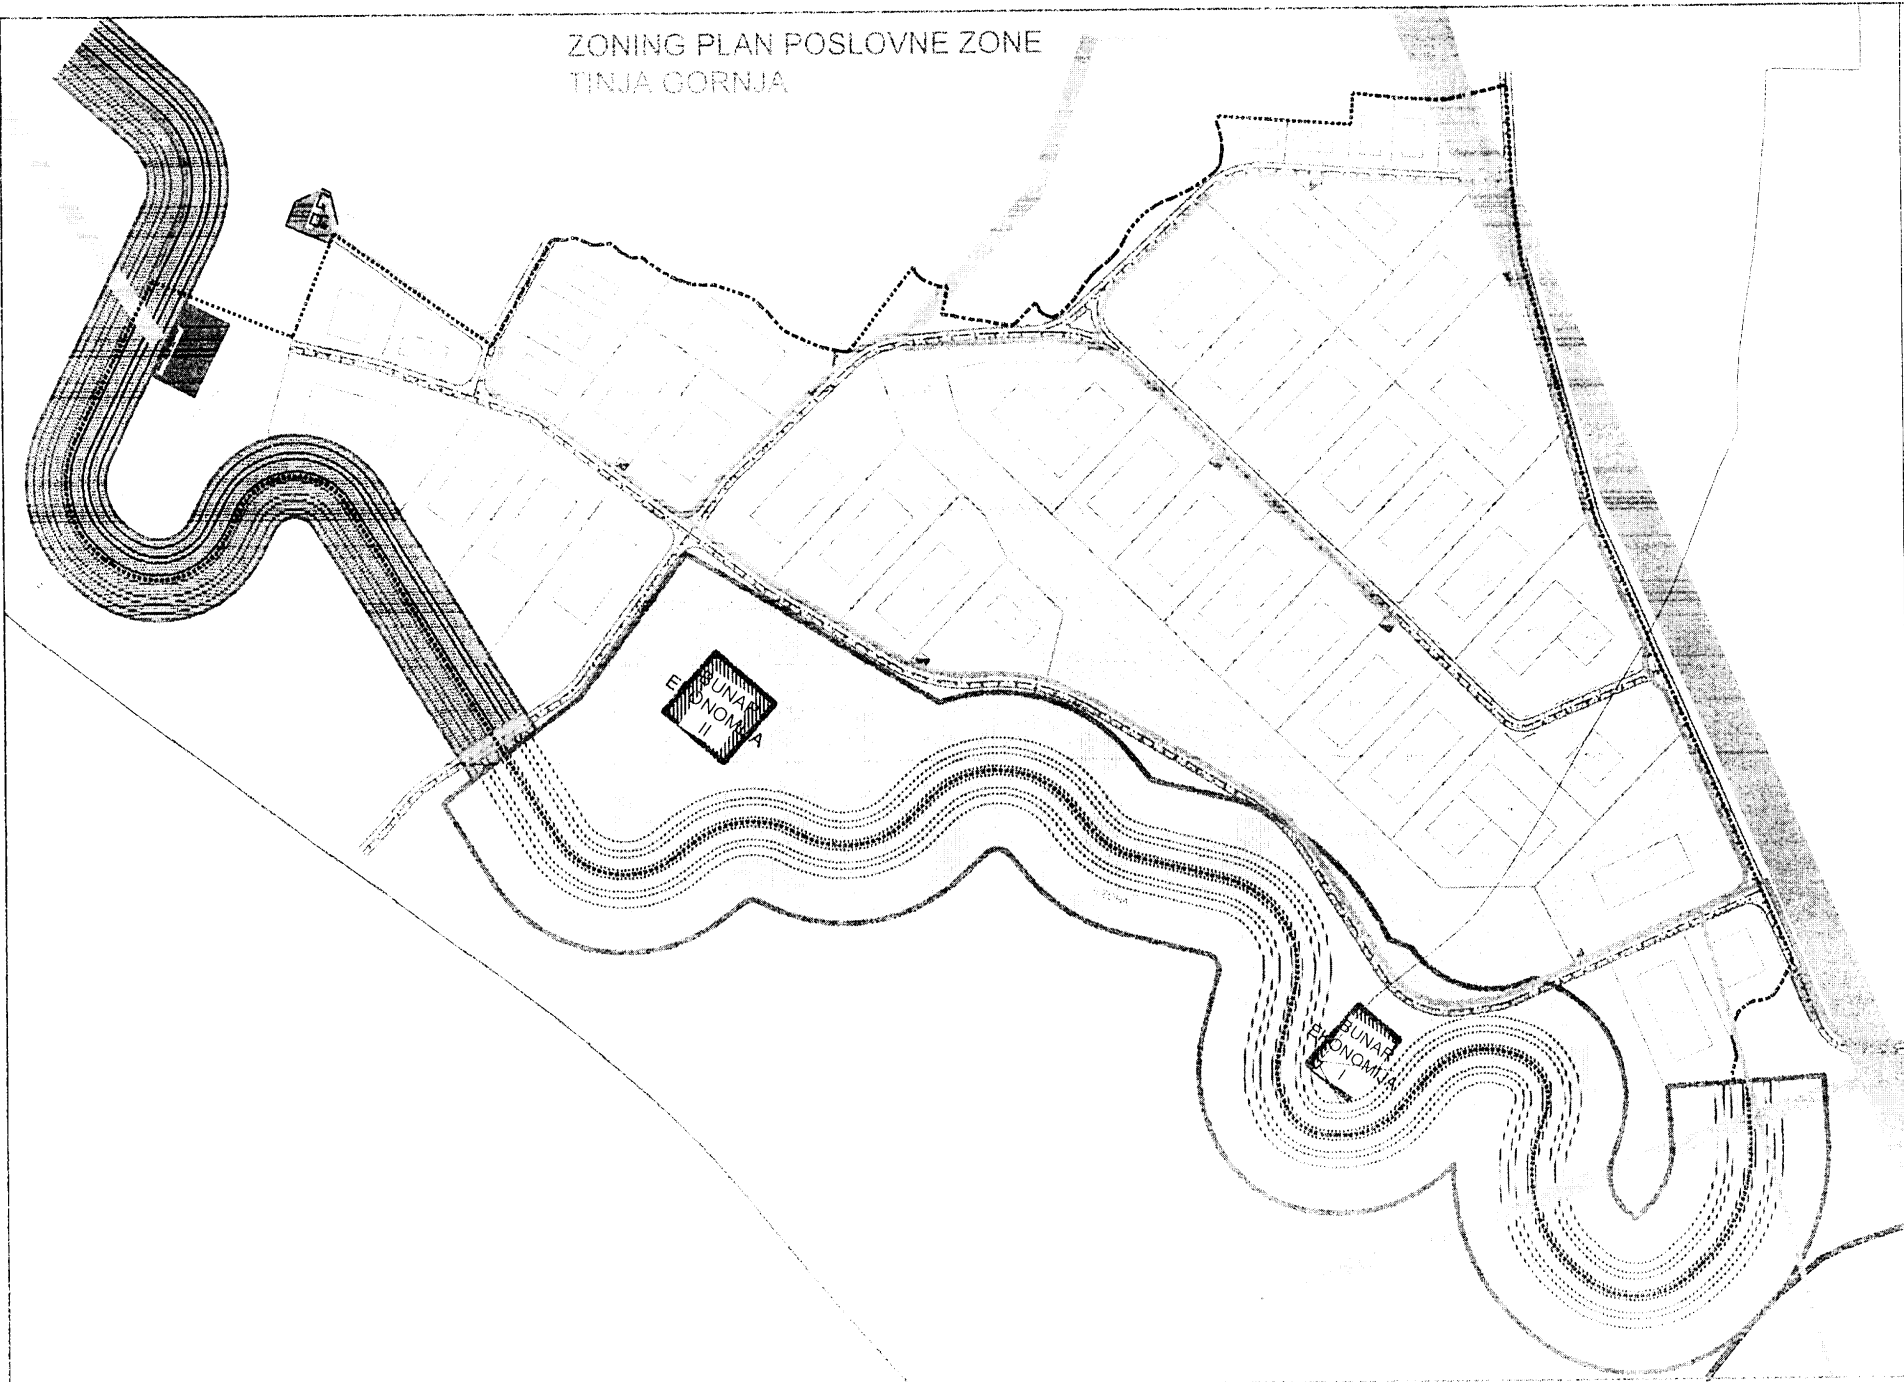 ZONING PLAN POSLOVNE ZONE
TINJA GORNJA
BUNAR
EKONOMIJA
II
BUNAR
EKONOMIJA
I